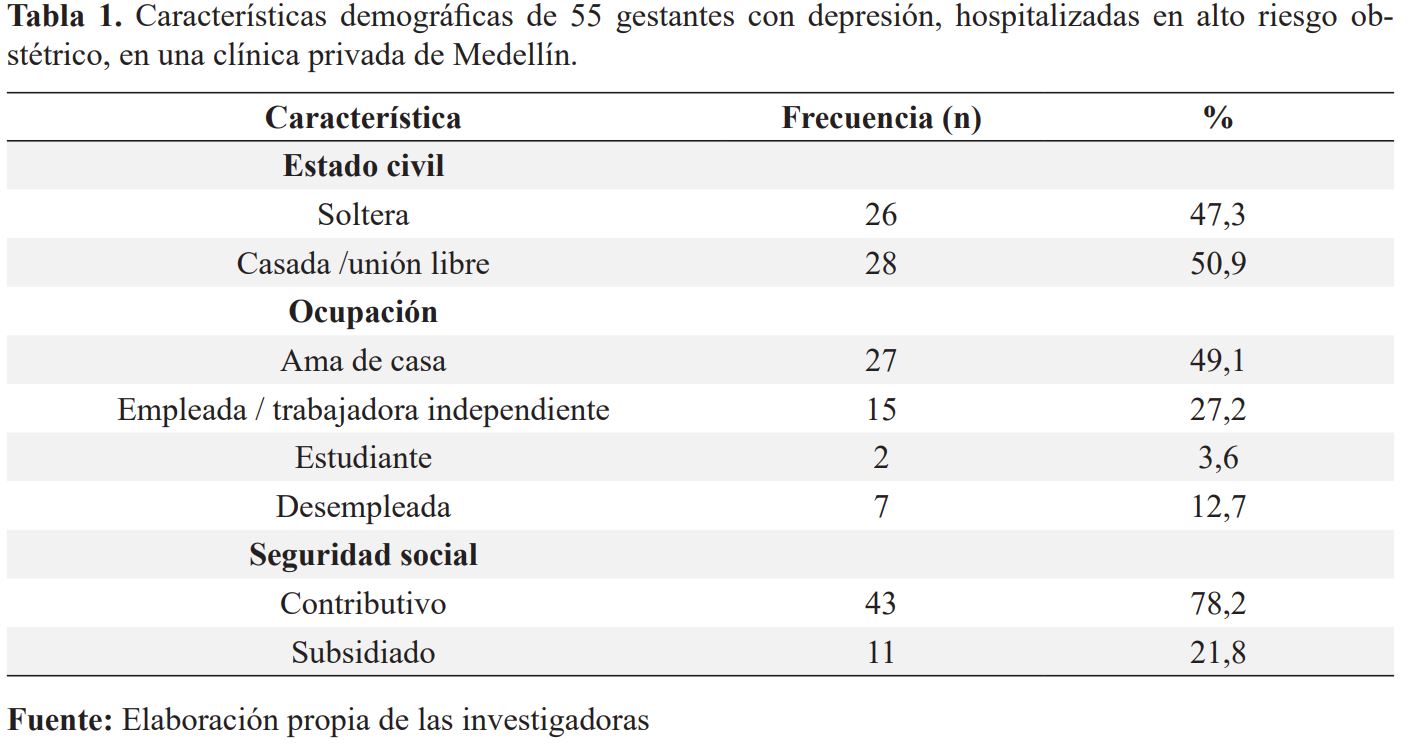 Tabla 1. Características demográficas de 55 gestantes con depresión, hospitalizadas en alto riesgo ob-
stétrico, en una clínica privada de Medellín.
Característica Frecuencia (n) %
Estado civil
Soltera 26 47,3
Casada /unión libre 28 50,9
Ocupación
Ama de casa 27 49,1
Empleada / trabajadora independiente 15 27,2
Estudiante 2 3,6
Desempleada 7 12,7
Seguridad social
Contributivo 43 78,2
Subsidiado 11 21,8
Fuente: Elaboración propia de las investigadoras